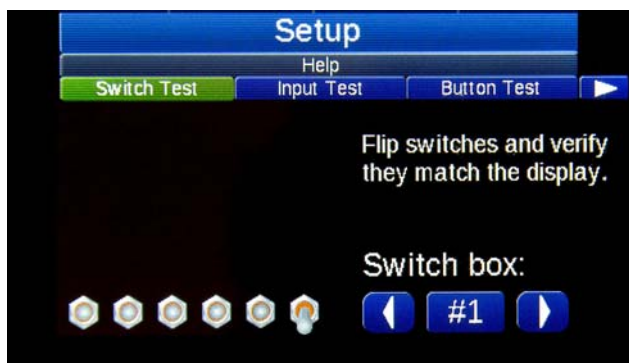 Setup
Help
Switch Test Input Test Button Test
Flip switches and verify
they match the display.
Switch box:
#1